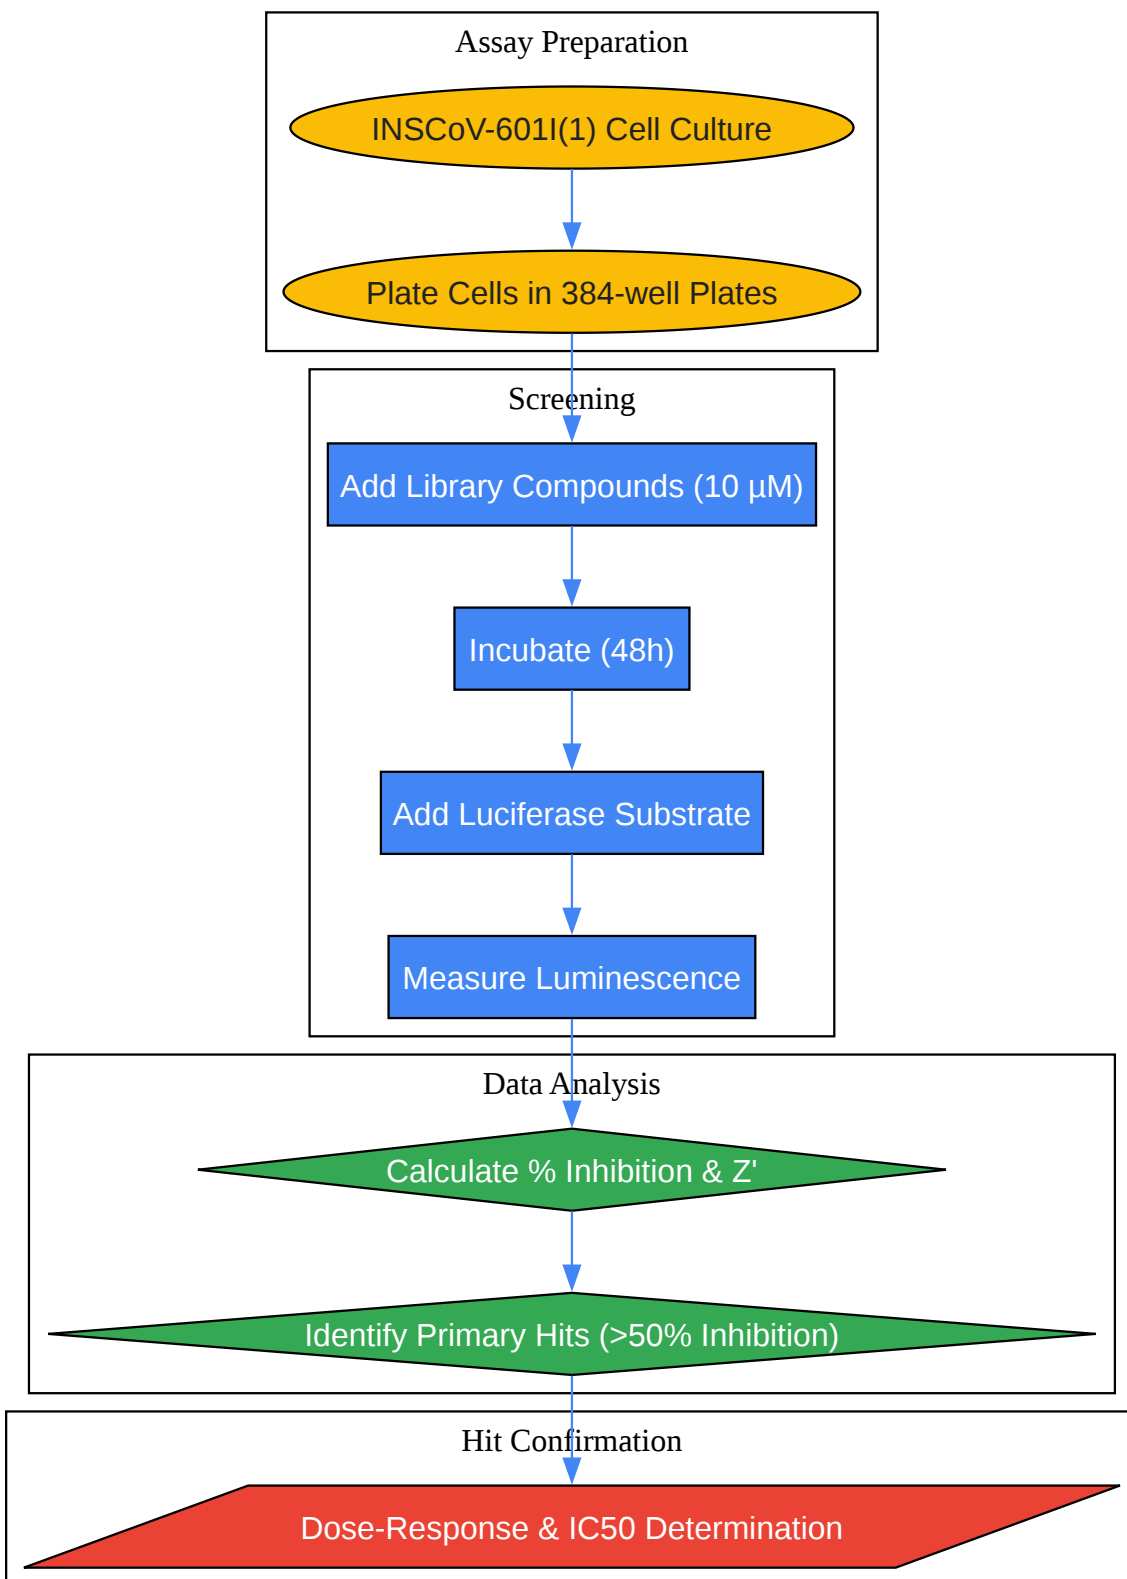 Assay Preparation
INSCoV-601I(1) Cell Culture
Plate Cells in 384-well Plates
Screening
Add Library Compounds (10 µM)
Incubate (48h)
Add Luciferase Substrate
Measure Luminescence
Data Analysis
Calculate % Inhibition & Z'
Identify Primary Hits (>50% Inhibition)
Hit Confirmation
Dose-Response & IC50 Determination